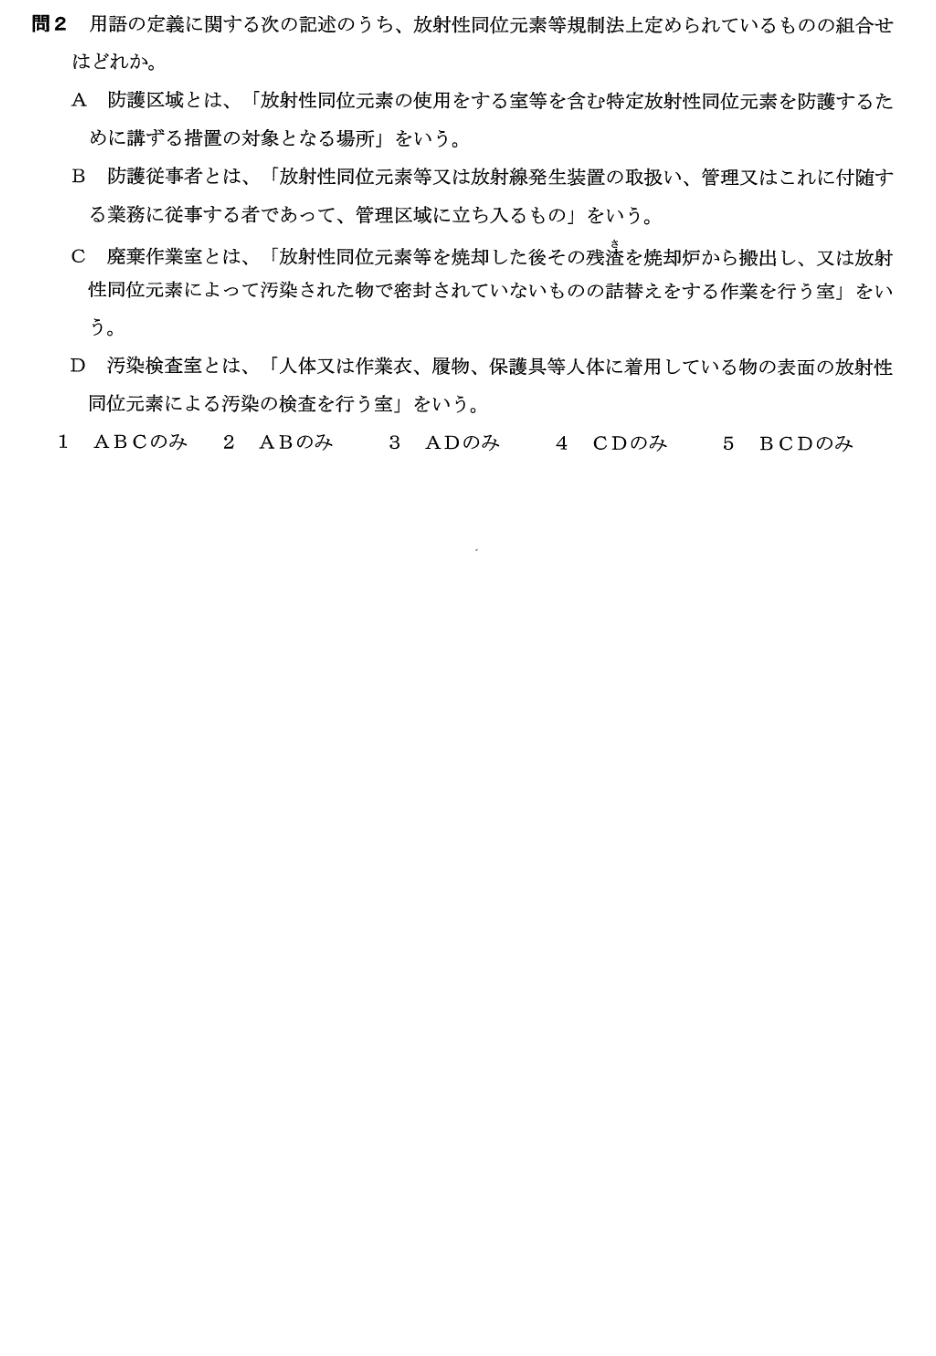 問2 用語の定義に関する次の記述のうち、放射性同位元素等規制法上定められているものの組合せ
はどれか。
A 防護区域とは、「放射性同位元素の使用をする室等を含む特定放射性同位元素を防護するた
めに講ずる措置の対象となる場所」をいう。
B 防護従事者とは、「放射性同位元素等又は放射線発生装置の取扱い、管理又はこれに付随す
る業務に従事する者であって、管理区域に立ち入るもの」をいう。
C 廃棄作業室とは、「放射性同位元素等を焼却した後その残渣さを焼却炉から搬出し、又は放射
性同位元素によって汚染された物で密封されていないものの詰替えをする作業を行う室」をい
う。
D 汚染検査室とは、「人体又は作業衣、履物、保護具等人体に着用している物の表面の放射性
同位元素による汚染の検査を行う室」をいう。
1 ABCのみ 2 ABのみ 3 ADのみ 4 CDのみ 5 BCDのみ